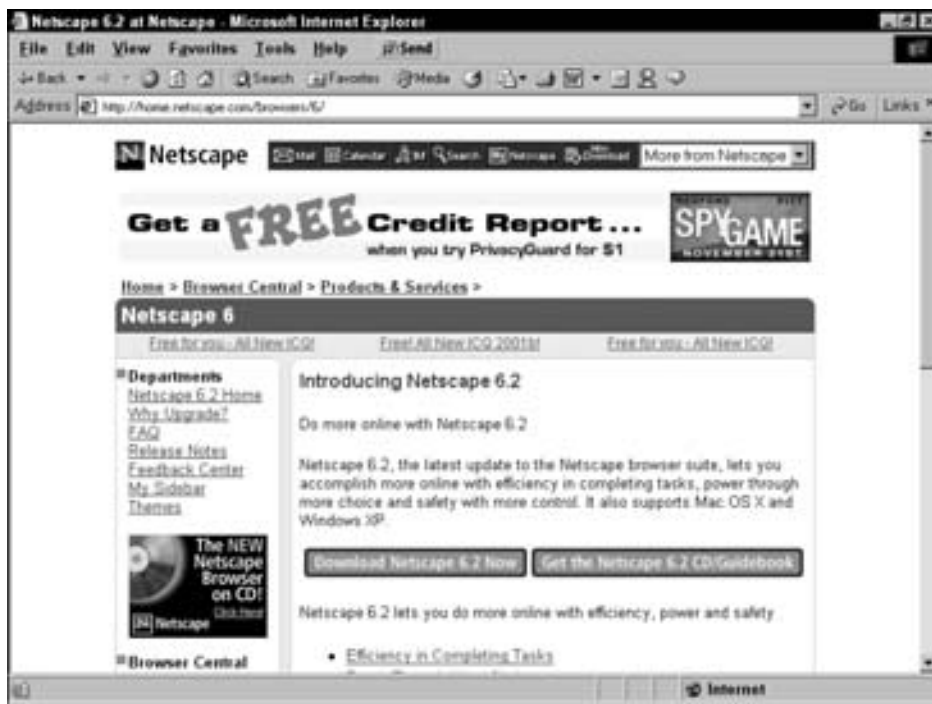 Netscape 6.2 at Netscape - Microsoft Internet Explorer
File Edit View Favorites Tools Help Send
Back Search Favorites Media
Address http://home.netscape.com/browsers/6/ Go Links »
N Netscape Mail Calendar IM Search My Netscape Download More from Netscape
Get a FREE Credit Report...
when you try PrivacyGuard for $1
REDFORD PITT
SPY GAME
NOVEMBER 21ST
Home > Browser Central > Products & Services >
Netscape 6
Free for you - All New ICQ! Free! All New ICQ 2001b! Free for you - All New ICQ!
Departments
Netscape 6.2 Home
Why Upgrade?
FAQ
Release Notes
Feedback Center
My Sidebar
Themes
The NEW
Netscape
Browser
on CD!
Click Here!
N Netscape
Browser Central
Introducing Netscape 6.2
Do more online with Netscape 6.2
Netscape 6.2, the latest update to the Netscape browser suite, lets you
accomplish more online with efficiency in completing tasks, power through
more choice and safety with more control. It also supports Mac OS X and
Windows XP.
Download Netscape 6.2 Now Get the Netscape 6.2 CD/Guidebook
Netscape 6.2 lets you do more online with efficiency, power and safety
• Efficiency in Completing Tasks
Internet